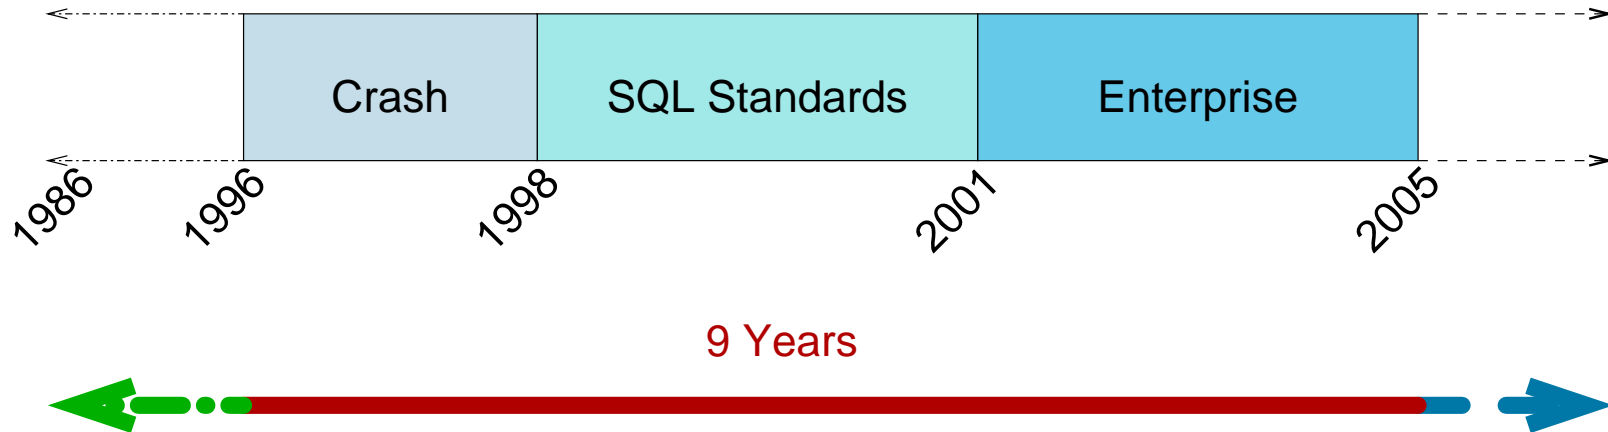 Crash
SQL Standards
Enterprise
1986
1996
1998
2001
2005
9 Years